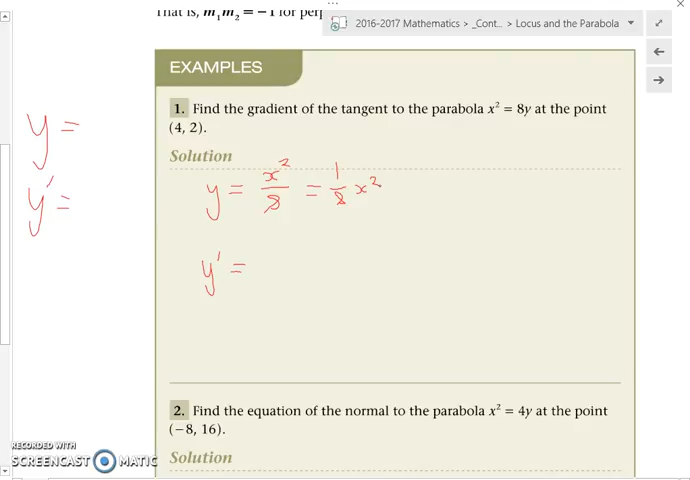 That is, m₁m₂ = −1 for perp
2016-2017 Mathematics > _Cont... > Locus and the Parabola
EXAMPLES
1. Find the gradient of the tangent to the parabola x² = 8y at the point
(4, 2).
Solution
y =
y' =
y = x²/8 = 1/8 x²
y' =
2. Find the equation of the normal to the parabola x² = 4y at the point
(−8, 16).
Solution
RECORDED WITH
SCREENCAST MATIC